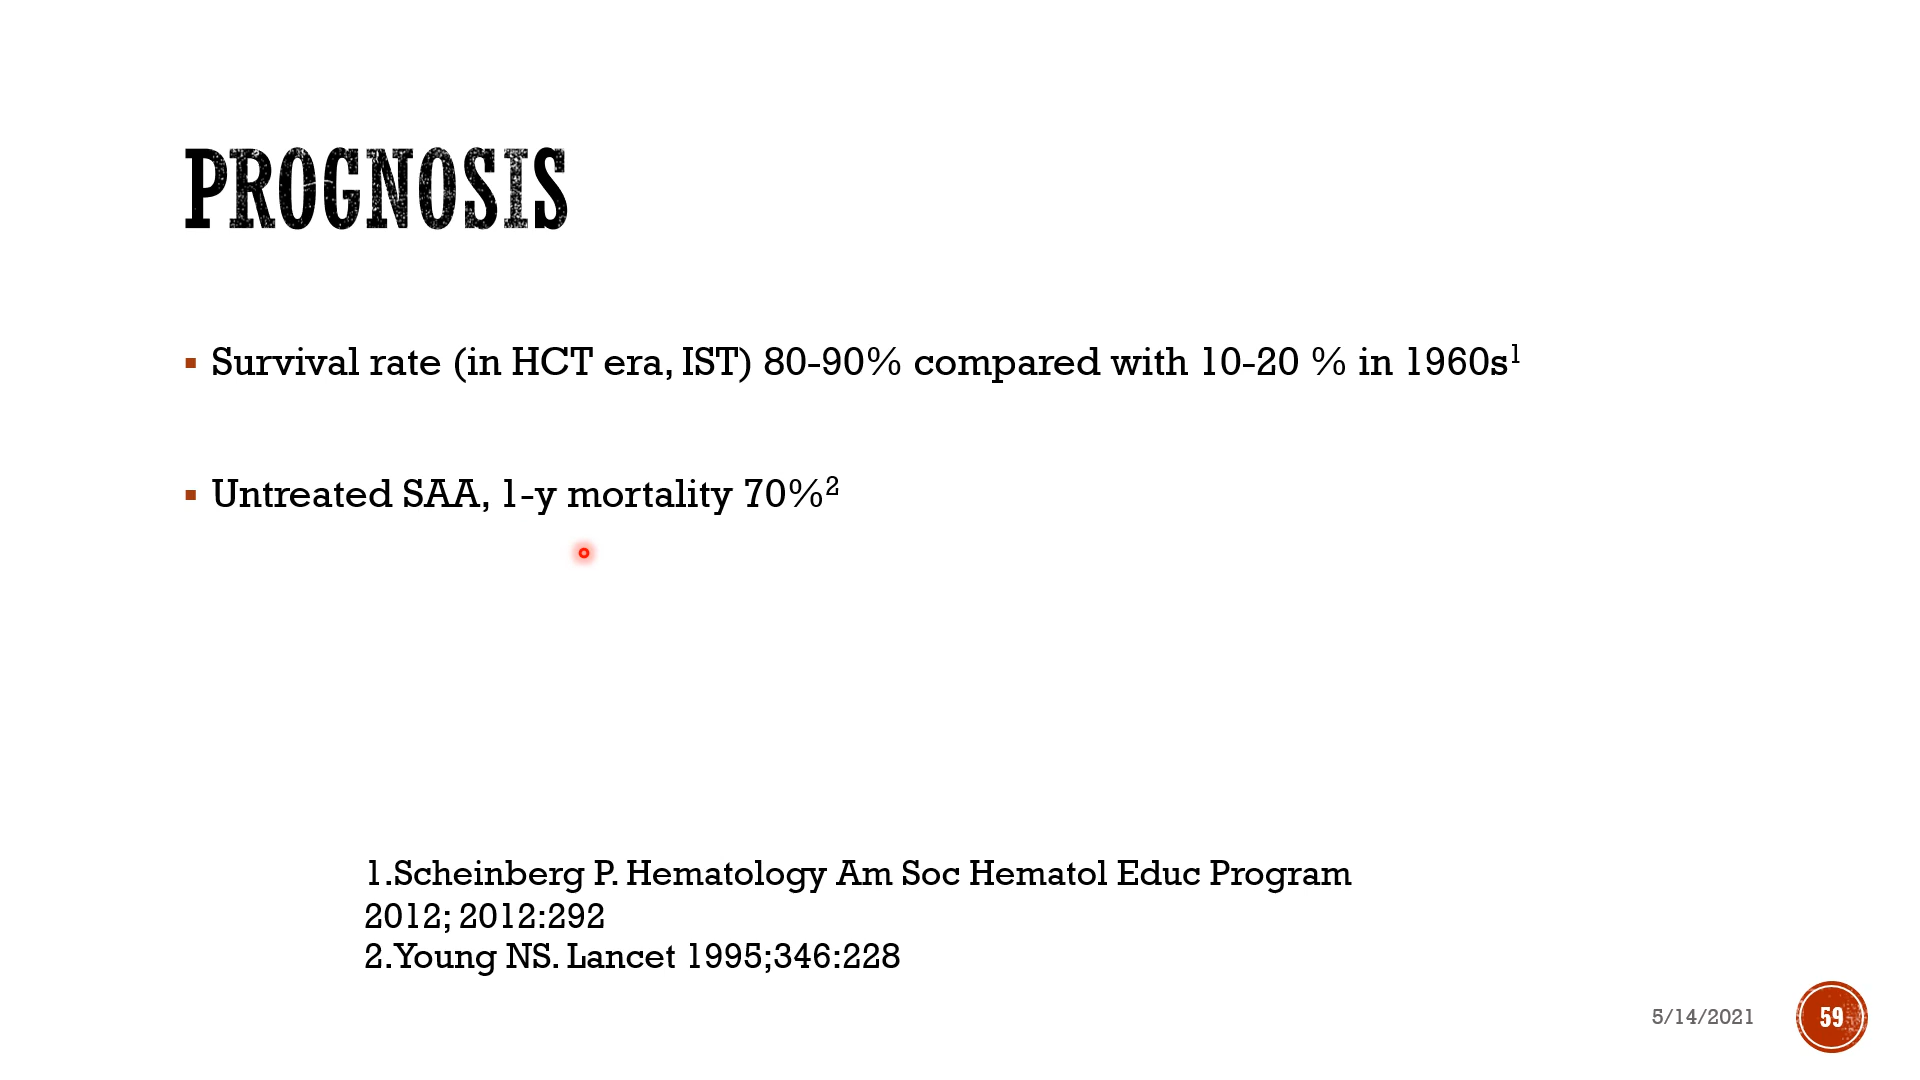 PROGNOSIS
▪ Survival rate (in HCT era, IST) 80-90% compared with 10-20 % in 1960s¹
▪ Untreated SAA, 1-y mortality 70%²
1.Scheinberg P. Hematology Am Soc Hematol Educ Program
2012; 2012:292
2.Young NS. Lancet 1995;346:228
5/14/2021
59